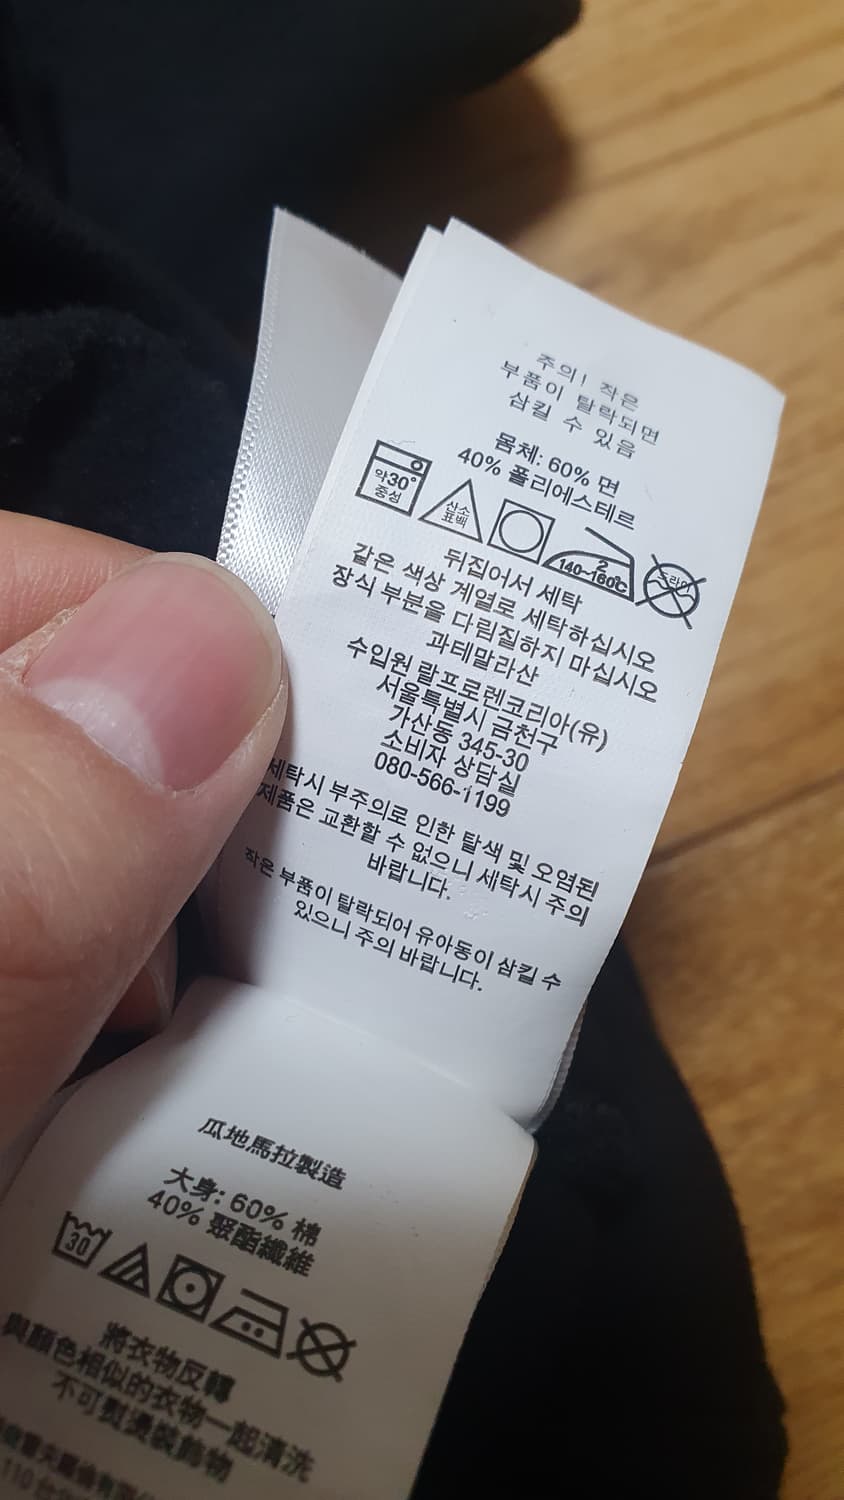 주의! 작은
부품이 탈락되면
삼킬 수 있음
몸체: 60% 면
40% 폴리에스테르
약30°
중성
산소
표백
2
140~160℃
드라이
뒤집어서 세탁
같은 색상 계열로 세탁하십시오
장식 부분을 다림질하지 마십시오
과테말라산
수입원 랄프로렌코리아(유)
서울특별시 금천구
가산동 345-30
소비자 상담실
080-566-1199
세탁시 부주의로 인한 탈색 및 오염된
제품은 교환할 수 없으니 세탁시 주의
바랍니다.
작은 부품이 탈락되어 유아동이 삼킬 수
있으니 주의 바랍니다.
瓜地馬拉製造
大身: 60% 棉
40% 聚酯纖維
30
將衣物反轉
與顏色相似的衣物一起清洗
不可熨燙裝飾物